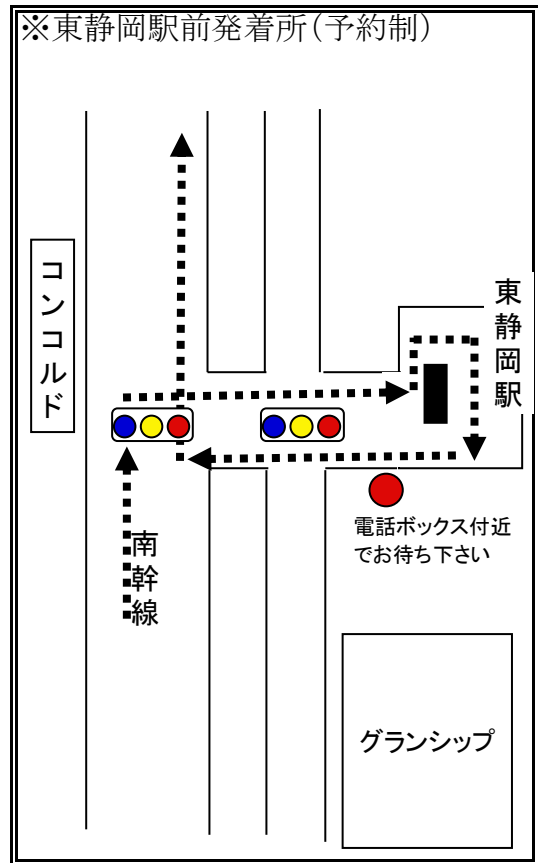 ※東静岡駅前発着所(予約制)
コンコルド
東静岡駅
南幹線
電話ボックス付近
でお待ち下さい
グランシップ